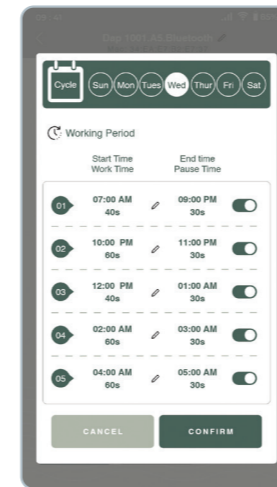 Cycle Sun Mon Tues Wed Thur Fri Sat
Working Period
Start Time End time
Work Time Pause Time
01 07:00 AM 09:00 PM
40s 30s
02 10:00 PM 11:00 PM
60s 30s
03 12:00 PM 01:00 AM
40s 30s
04 02:00 AM 03:00 AM
60s 30s
05 04:00 AM 05:00 AM
60s 30s
CANCEL CONFIRM